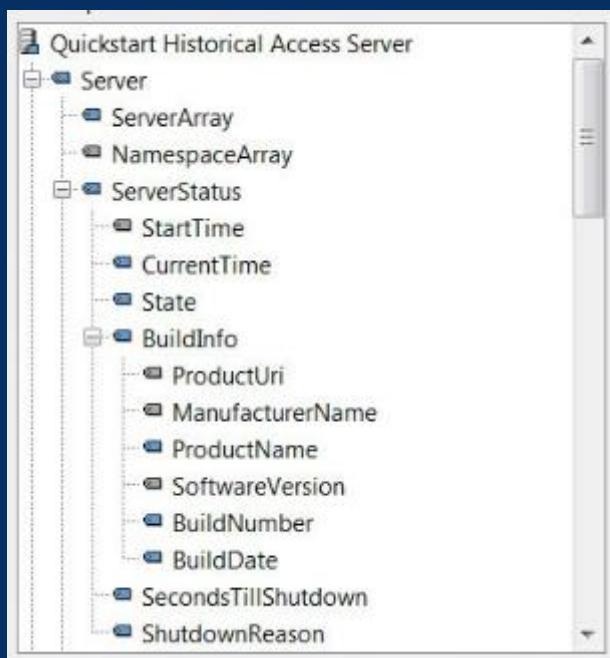 Quickstart Historical Access Server
Server
ServerArray
NamespaceArray
ServerStatus
StartTime
CurrentTime
State
BuildInfo
ProductUri
ManufacturerName
ProductName
SoftwareVersion
BuildNumber
BuildDate
SecondsTillShutdown
ShutdownReason